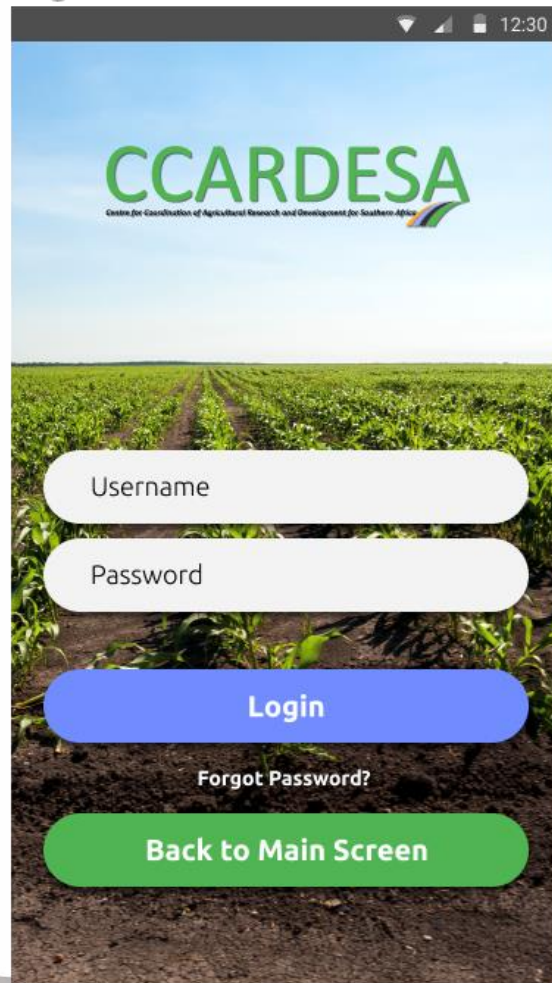 12:30
CCARDESA
Centre for Coordination of Agricultural Research and Development for Southern Africa
Username
Password
Login
Forgot Password?
Back to Main Screen